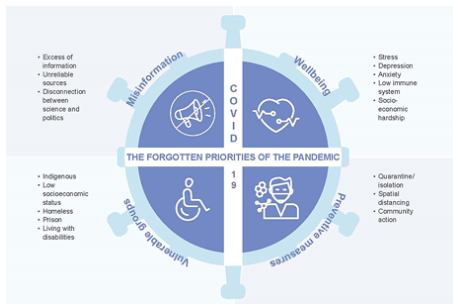 Misinformation
• Excess of
information
• Unreliable
sources
• Disconnection
between
science and
politics
Wellbeing
• Stress
• Depression
• Anxiety
• Low immune
system
• Socio-
economic
hardship
COVID
THE FORGOTTEN PRIORITIES OF THE PANDEMIC
19
Vulnerable groups
• Indigenous
• Low
socioeconomic
status
• Homeless
• Prison
• Living with
disabilities
Preventive measures
• Quarantine/
isolation
• Spatial
distancing
• Community
action